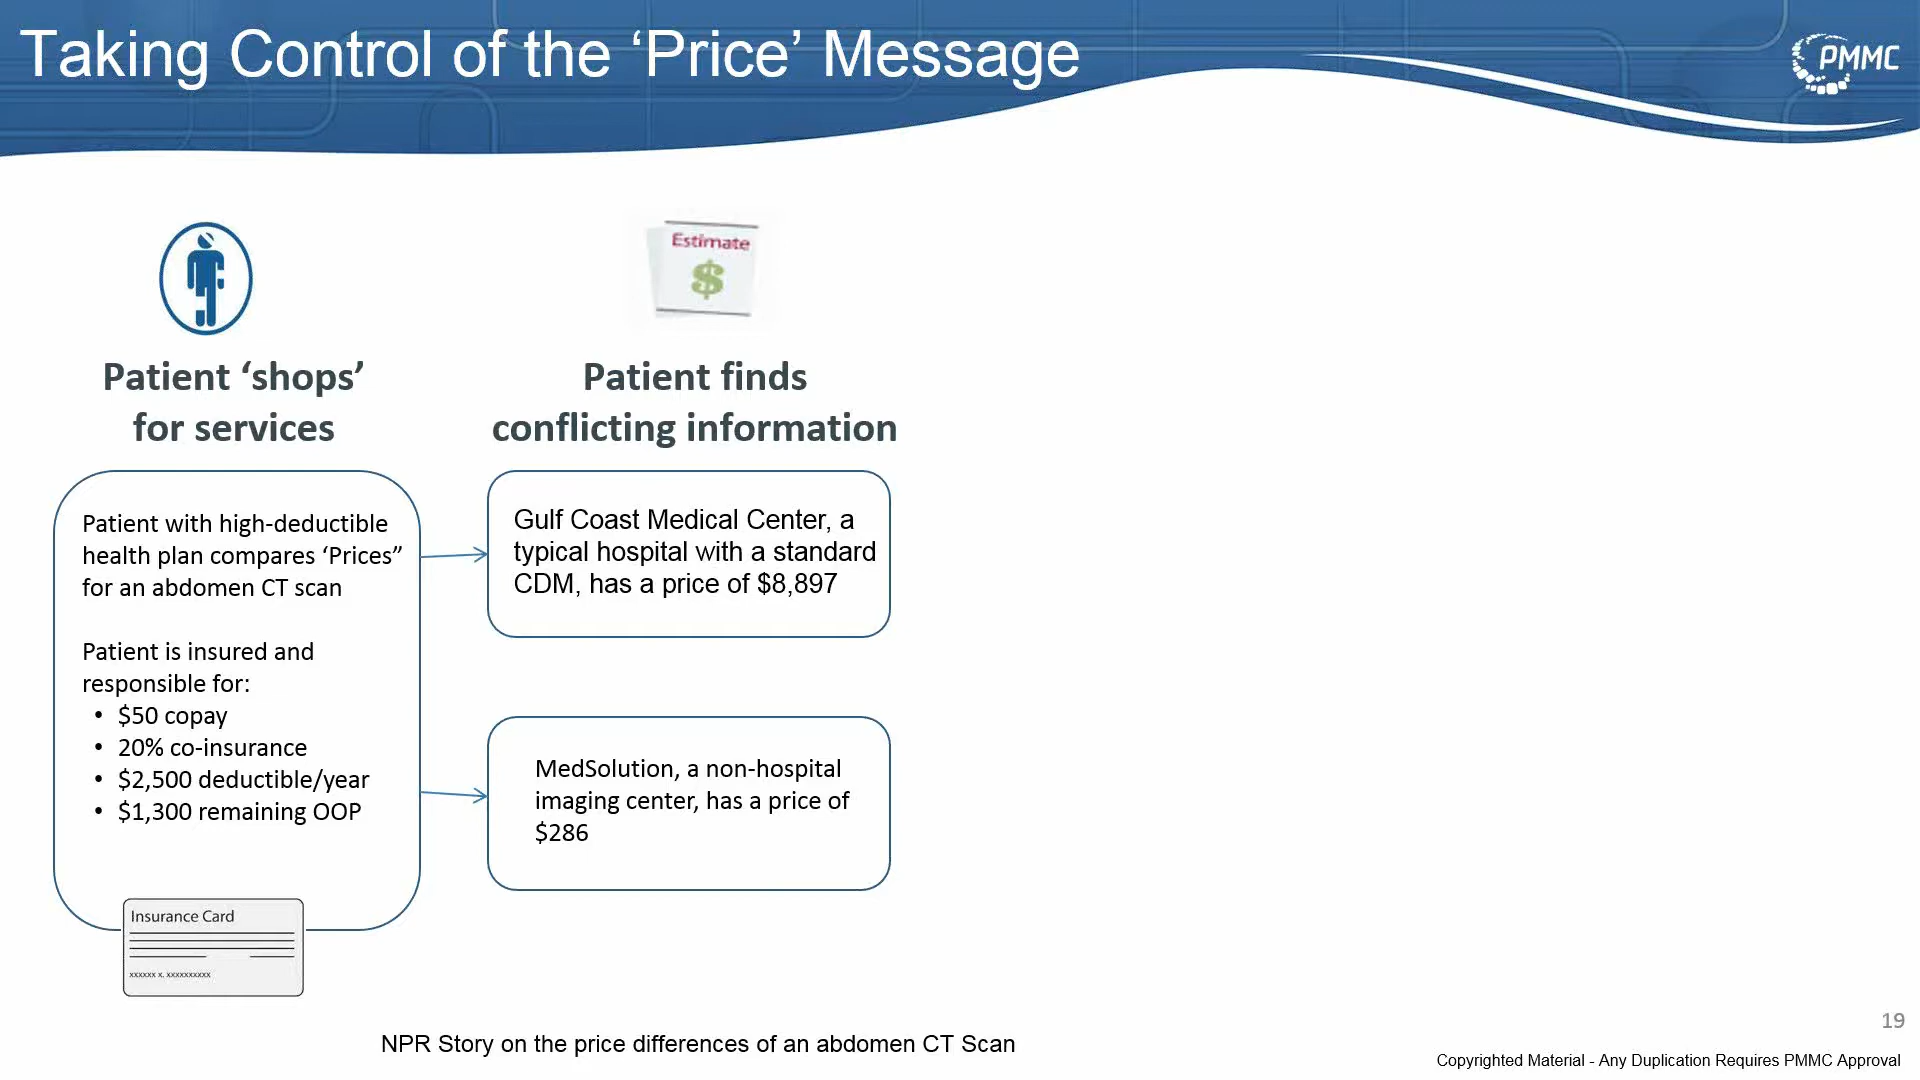 Taking Control of the ‘Price’ Message
PMMC
Estimate
$
Patient ‘shops’
for services
Patient finds
conflicting information
Patient with high-deductible
health plan compares ‘Prices”
for an abdomen CT scan
Patient is insured and
responsible for:
• $50 copay
• 20% co-insurance
• $2,500 deductible/year
• $1,300 remaining OOP
Gulf Coast Medical Center, a
typical hospital with a standard
CDM, has a price of $8,897
MedSolution, a non-hospital
imaging center, has a price of
$286
Insurance Card
xxxxxx x. xxxxxxxxxx
NPR Story on the price differences of an abdomen CT Scan
19
Copyrighted Material - Any Duplication Requires PMMC Approval